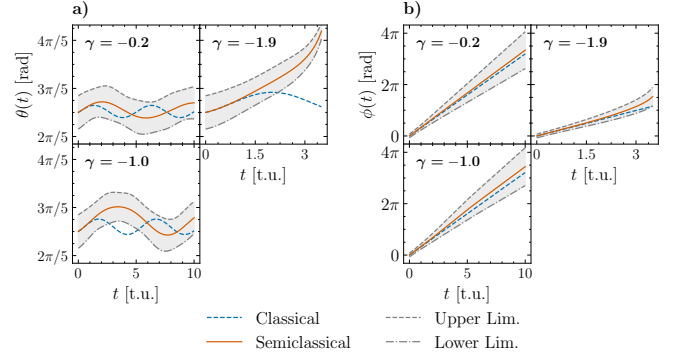 a)
b)
γ = −0.2
γ = −1.9
γ = −0.2
γ = −1.9
θ(t) [rad]
4π/5
3π/5
2π/5
ϕ(t) [rad]
4π
2π
0
0 1.5 3
t [t.u.]
0 1.5 3
t [t.u.]
γ = −1.0
γ = −1.0
θ(t) [rad]
4π/5
3π/5
2π/5
ϕ(t) [rad]
4π
2π
0
0 5 10
t [t.u.]
0 5 10
t [t.u.]
Classical
Semiclassical
Upper Lim.
Lower Lim.